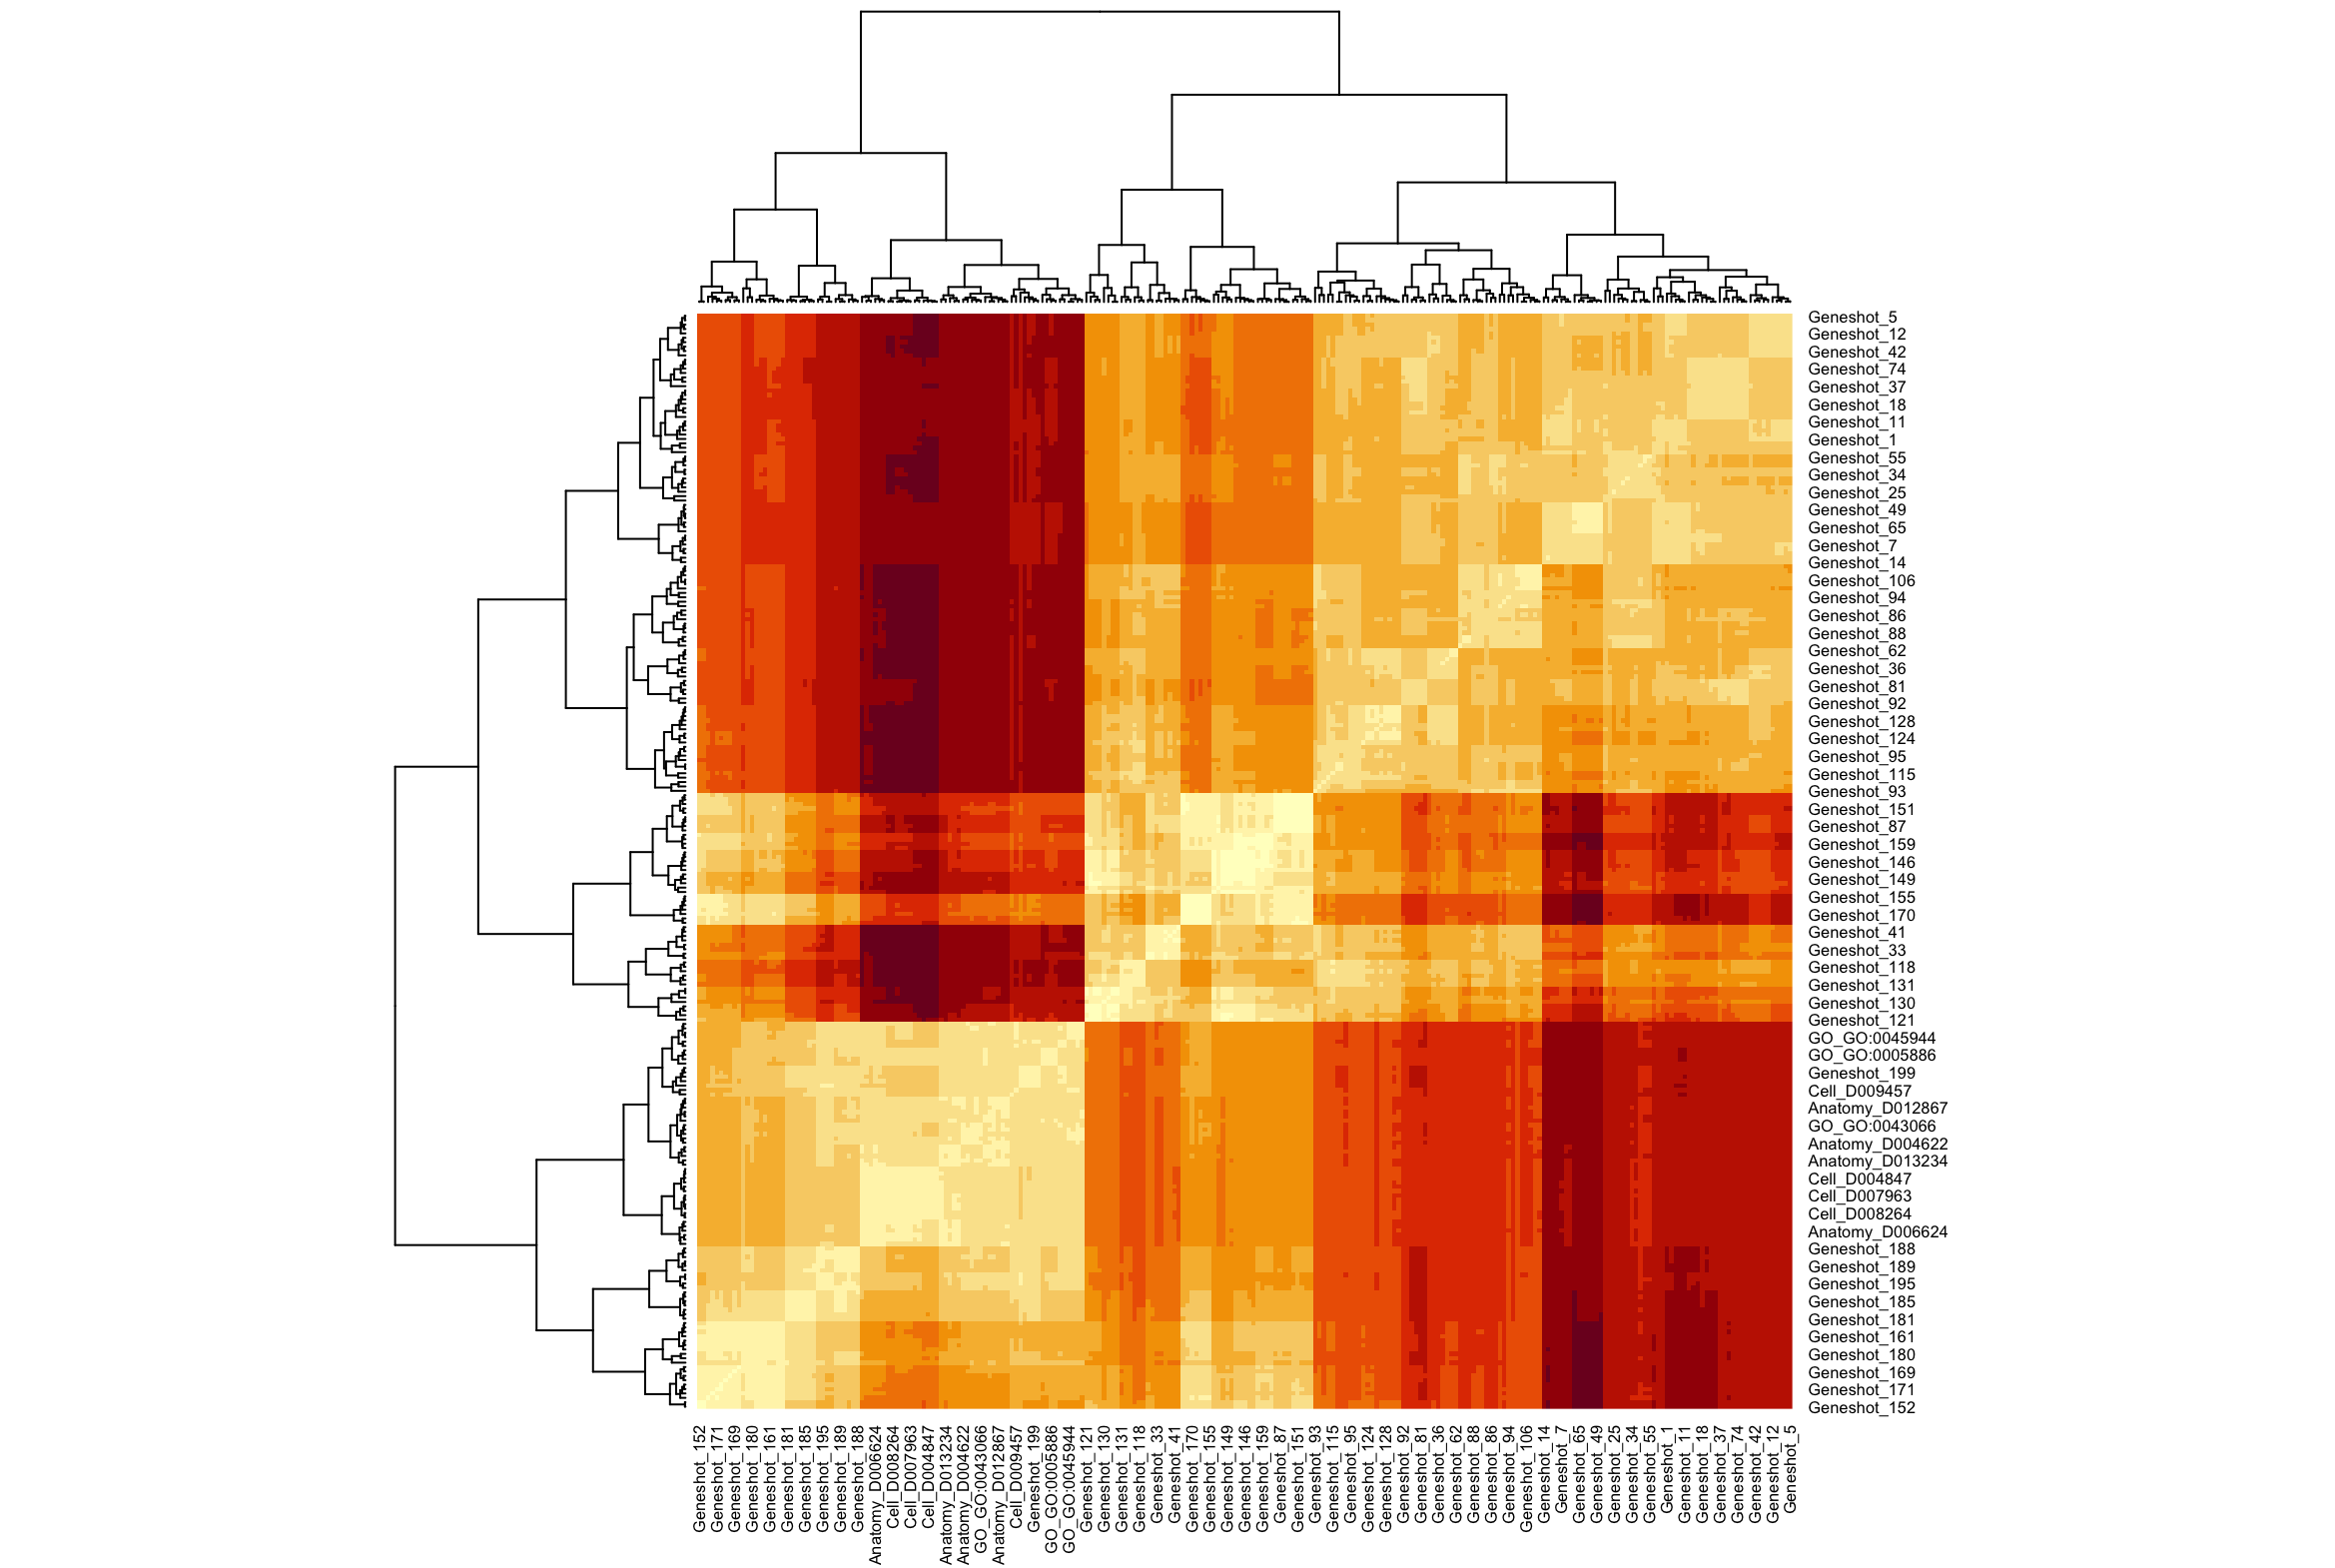 Geneshot_5
Geneshot_12
Geneshot_42
Geneshot_74
Geneshot_37
Geneshot_18
Geneshot_11
Geneshot_1
Geneshot_55
Geneshot_34
Geneshot_25
Geneshot_49
Geneshot_65
Geneshot_7
Geneshot_14
Geneshot_106
Geneshot_94
Geneshot_86
Geneshot_88
Geneshot_62
Geneshot_36
Geneshot_81
Geneshot_92
Geneshot_128
Geneshot_124
Geneshot_95
Geneshot_115
Geneshot_93
Geneshot_151
Geneshot_87
Geneshot_159
Geneshot_146
Geneshot_149
Geneshot_155
Geneshot_170
Geneshot_41
Geneshot_33
Geneshot_118
Geneshot_131
Geneshot_130
Geneshot_121
GO_GO:0045944
GO_GO:0005886
Geneshot_199
Cell_D009457
Anatomy_D012867
GO_GO:0043066
Anatomy_D004622
Anatomy_D013234
Cell_D004847
Cell_D007963
Cell_D008264
Anatomy_D006624
Geneshot_188
Geneshot_189
Geneshot_195
Geneshot_185
Geneshot_181
Geneshot_161
Geneshot_180
Geneshot_169
Geneshot_171
Geneshot_152
Geneshot_152
Geneshot_171
Geneshot_169
Geneshot_180
Geneshot_161
Geneshot_181
Geneshot_185
Geneshot_195
Geneshot_189
Geneshot_188
Anatomy_D006624
Cell_D008264
Cell_D007963
Cell_D004847
Anatomy_D013234
Anatomy_D004622
GO_GO:0043066
Anatomy_D012867
Cell_D009457
Geneshot_199
GO_GO:0005886
GO_GO:0045944
Geneshot_121
Geneshot_130
Geneshot_131
Geneshot_118
Geneshot_33
Geneshot_41
Geneshot_170
Geneshot_155
Geneshot_149
Geneshot_146
Geneshot_159
Geneshot_87
Geneshot_151
Geneshot_93
Geneshot_115
Geneshot_95
Geneshot_124
Geneshot_128
Geneshot_92
Geneshot_81
Geneshot_36
Geneshot_62
Geneshot_88
Geneshot_86
Geneshot_94
Geneshot_106
Geneshot_14
Geneshot_7
Geneshot_65
Geneshot_49
Geneshot_25
Geneshot_34
Geneshot_55
Geneshot_1
Geneshot_11
Geneshot_18
Geneshot_37
Geneshot_74
Geneshot_42
Geneshot_12
Geneshot_5